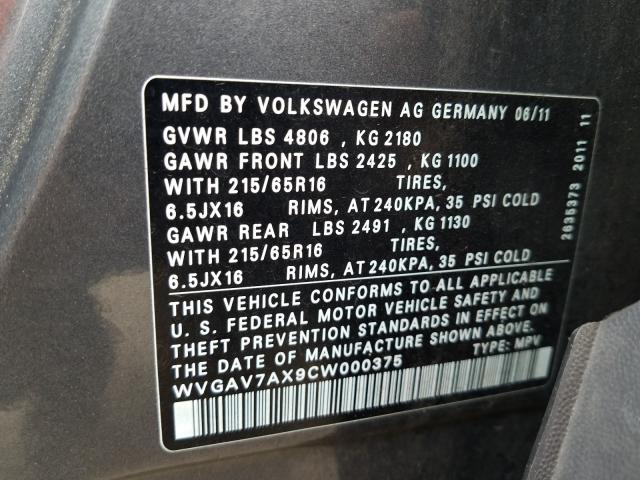 MFD BY VOLKSWAGEN AG GERMANY 06/11
GVWR LBS 4806 , KG 2180
GAWR FRONT LBS 2425 , KG 1100
WITH 215/65R16 TIRES,
6.5JX16 RIMS, AT 240KPA, 35 PSI COLD
GAWR REAR LBS 2491 , KG 1130
WITH 215/65R16 TIRES,
6.5JX16 RIMS, AT 240KPA, 35 PSI COLD
THIS VEHICLE CONFORMS TO ALL APPLICABLE
U. S. FEDERAL MOTOR VEHICLE SAFETY AND
THEFT PREVENTION STANDARDS IN EFFECT ON
THE DATE OF MANUFACTURE SHOWN ABOVE.
WVGAV7AX9CW000375 TYPE: MPV
2635373 2011 11